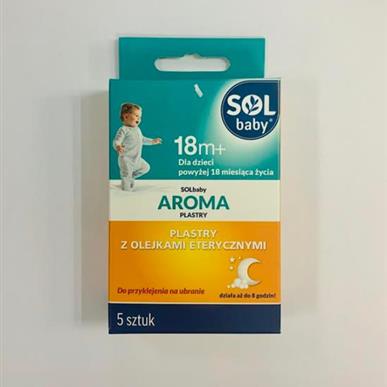 SOL
baby®
18m+
Dla dzieci
powyżej 18 miesiąca życia
SOLbaby
AROMA
PLASTRY
PLASTRY
Z OLEJKAMI ETERYCZNYMI
Do przyklejenia na ubranie
działa aż do 8 godzin!
5 sztuk